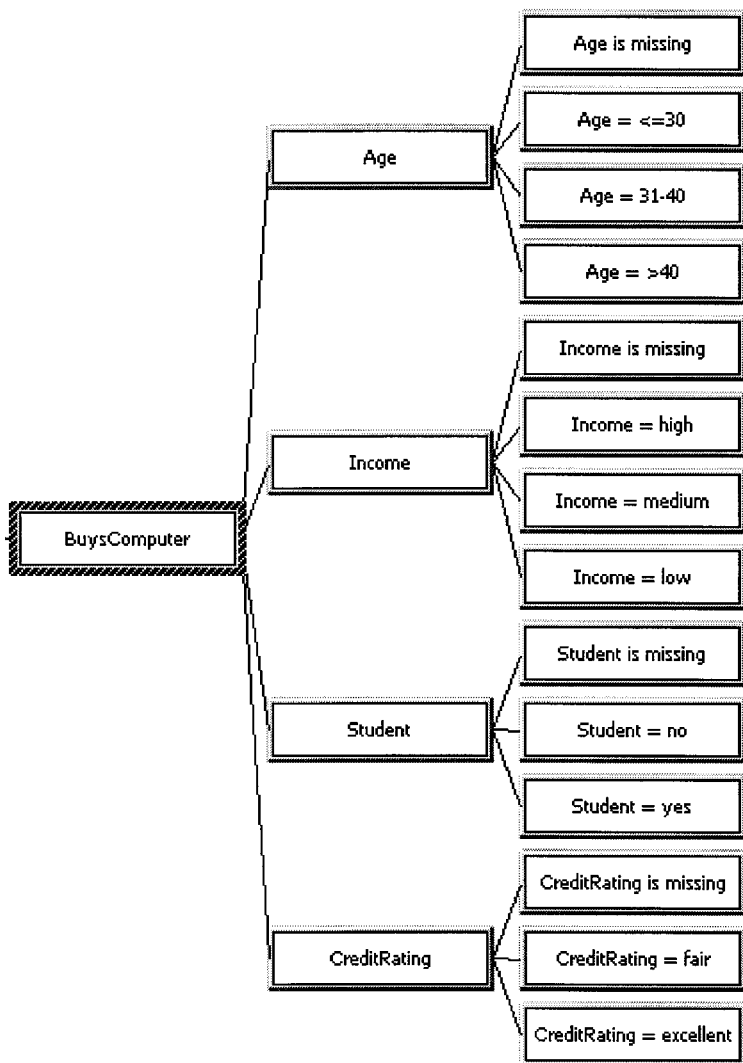 Age is missing
Age = <=30
Age
Age = 31-40
Age = >40
Income is missing
Income = high
Income
Income = medium
BuysComputer
Income = low
Student is missing
Student
Student = no
Student = yes
CreditRating is missing
CreditRating
CreditRating = fair
CreditRating = excellent